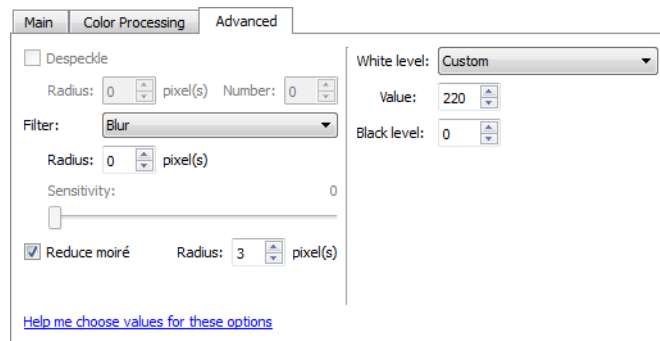 Main Color Processing Advanced
Despeckle
Radius: 0 pixel(s) Number: 0
Filter: Blur
Radius: 0 pixel(s)
Sensitivity: 0
Reduce moiré Radius: 3 pixel(s)
Help me choose values for these options
White level: Custom
Value: 220
Black level: 0